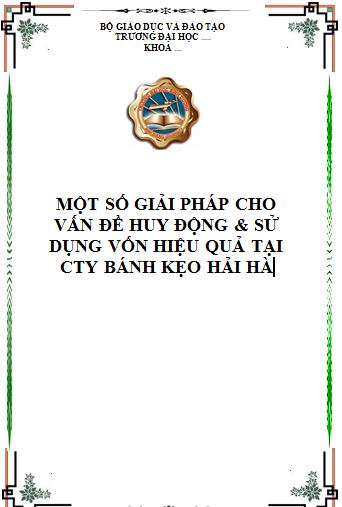 BỘ GIÁO DỤC VÀ ĐÀO TẠO
TRƯỜNG ĐẠI HỌC .....
KHOA ....
MỘT SỐ GIẢI PHÁP CHO
VẤN ĐỀ HUY ĐỘNG & SỬ
DỤNG VỐN HIỆU QUẢ TẠI
CTY BÁNH KẸO HẢI HÀ